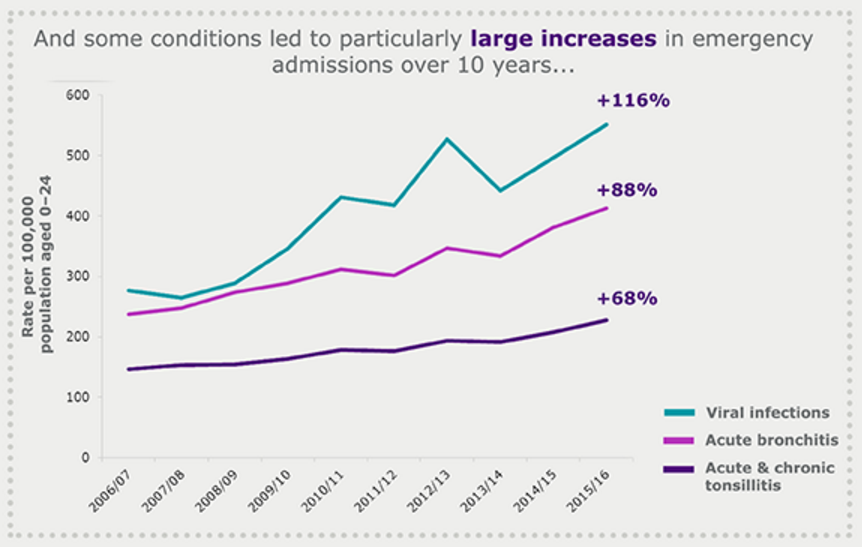 And some conditions led to particularly large increases in emergency
admissions over 10 years...
Rate per 100,000
population aged 0–24
600
500
400
300
200
100
0
+116%
+88%
+68%
2006/07
2007/08
2008/09
2009/10
2010/11
2011/12
2012/13
2013/14
2014/15
2015/16
Viral infections
Acute bronchitis
Acute & chronic
tonsillitis